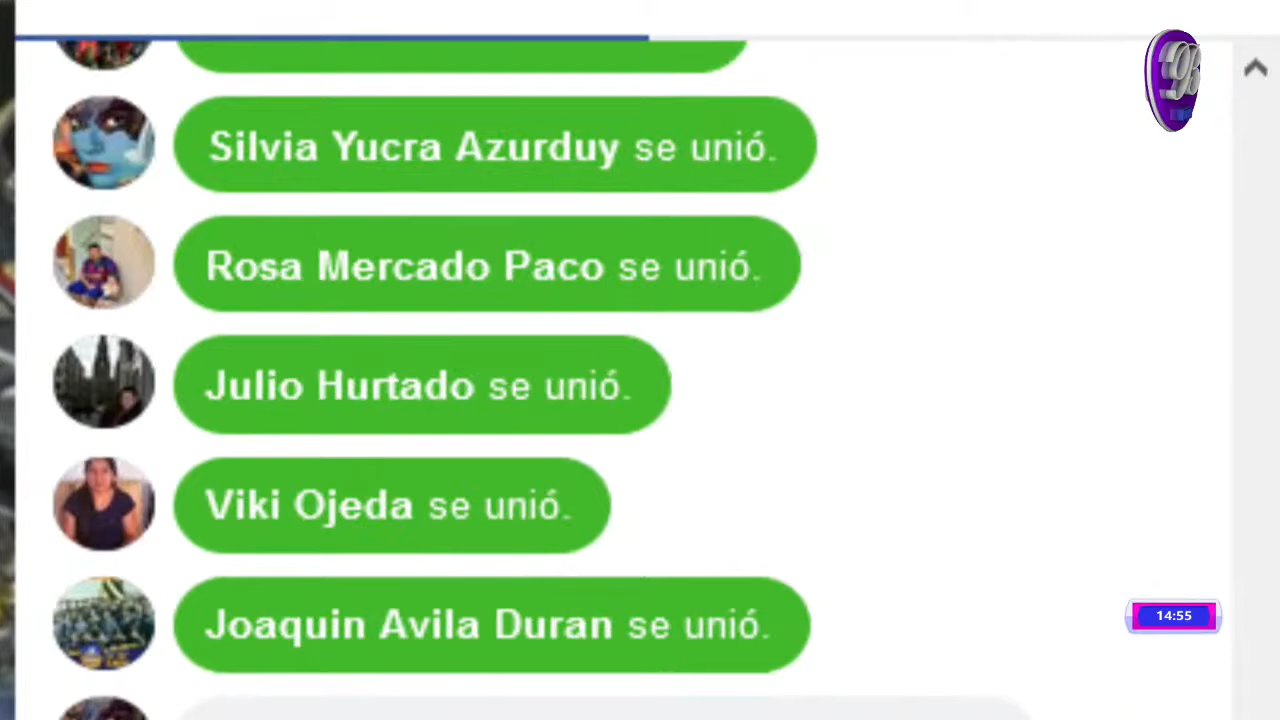 Silvia Yucra Azurduy se unió.
Rosa Mercado Paco se unió.
Julio Hurtado se unió.
Viki Ojeda se unió.
Joaquin Avila Duran se unió.
14:55